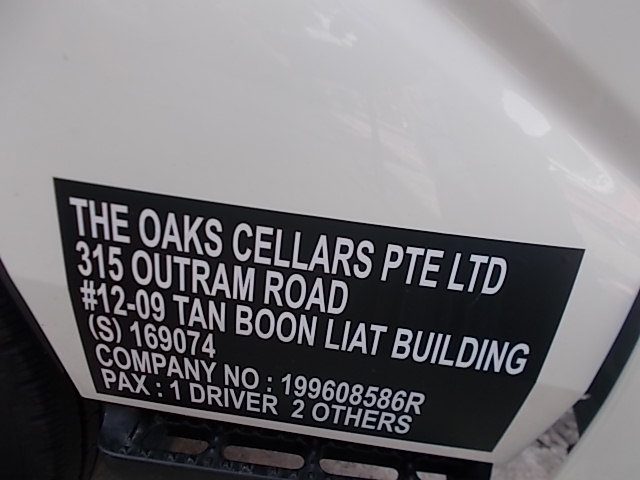 THE OAKS CELLARS PTE LTD
315 OUTRAM ROAD
#12-09 TAN BOON LIAT BUILDING
(S) 169074
COMPANY NO : 199608586R
PAX : 1 DRIVER 2 OTHERS